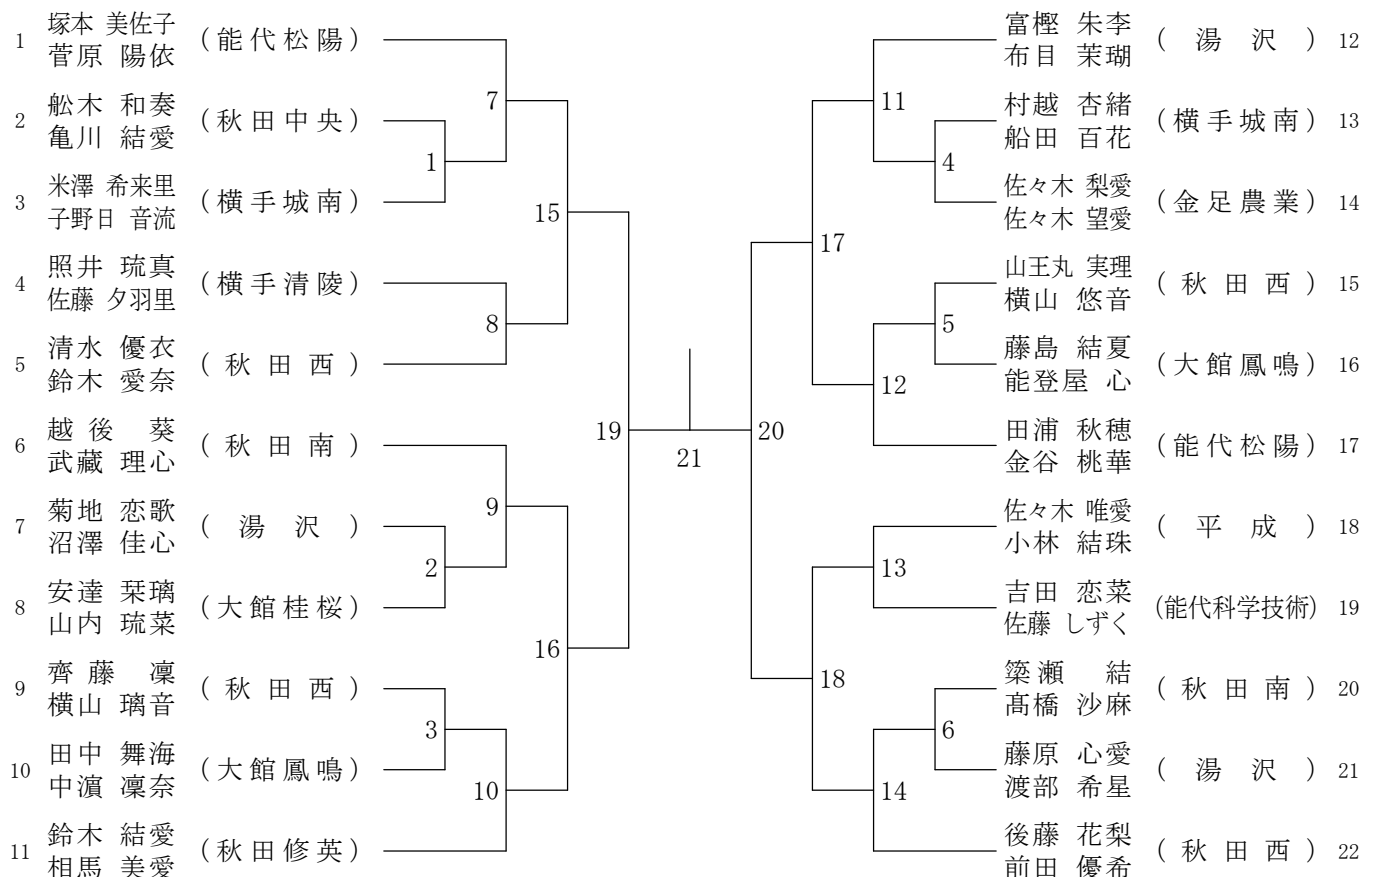 1 塚本 美佐子 (能代松陽)
菅原 陽依
2 舩木 和奏 (秋田中央)
亀川 結愛
3 米澤 希来里 (横手城南)
子野日 音流
4 照井 琉真 (横手清陵)
佐藤 夕羽里
5 清水 優衣 (秋田西)
鈴木 愛奈
6 越後 葵 (秋田南)
武藏 理心
7 菊地 恋歌 (湯沢)
沼澤 佳心
8 安達 栞璃 (大館桂桜)
山内 琉菜
9 齊藤 凜 (秋田西)
横山 璃音
10 田中 舞海 (大館鳳鳴)
中濵 凜奈
11 鈴木 結愛 (秋田修英)
相馬 美愛
7
1
15
8
19
9
2
16
3
10
21
11
4
17
5
12
20
13
18
6
14
富樫 朱李 (湯沢) 12
布目 茉瑚
村越 杏緒 (横手城南) 13
船田 百花
佐々木 梨愛 (金足農業) 14
佐々木 望愛
山王丸 実理 (秋田西) 15
横山 悠音
藤島 結夏 (大館鳳鳴) 16
能登屋 心
田浦 秋穂 (能代松陽) 17
金谷 桃華
佐々木 唯愛 (平成) 18
小林 結珠
吉田 恋菜 (能代科学技術) 19
佐藤 しずく
簗瀬 結 (秋田南) 20
髙橋 沙麻
藤原 心愛 (湯沢) 21
渡部 希星
後藤 花梨 (秋田西) 22
前田 優希